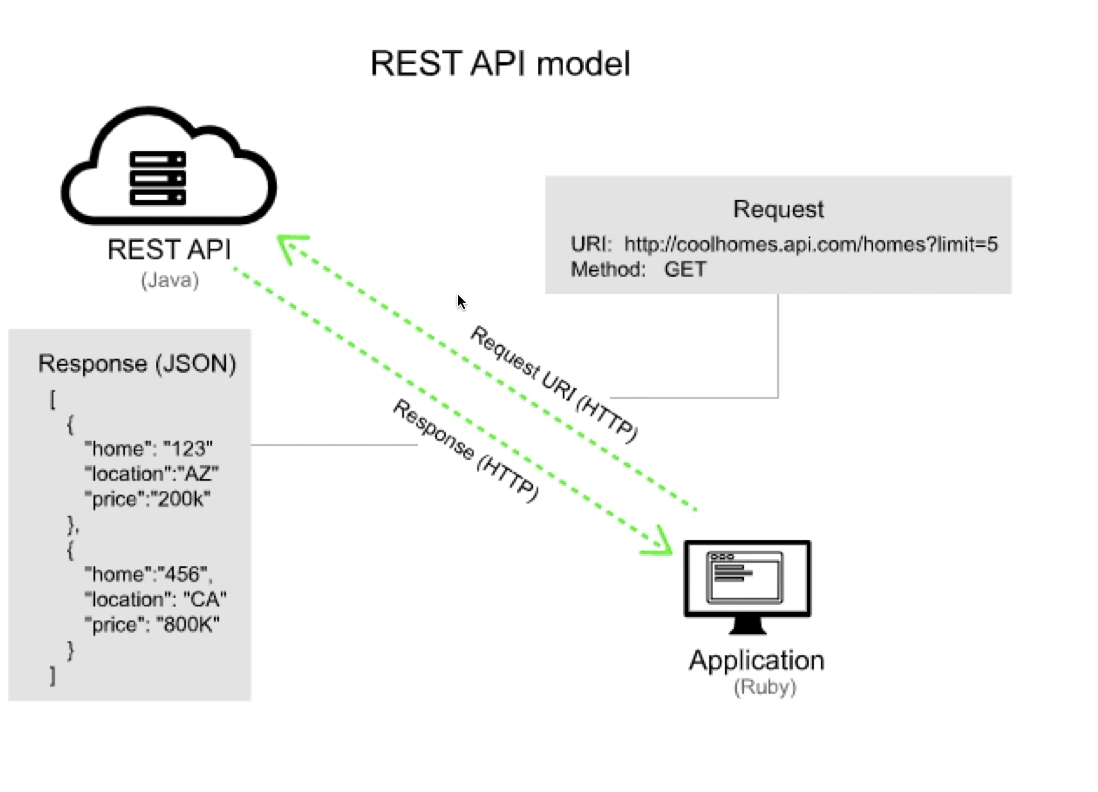 REST API model
REST API
(Java)
Request
URI:  http://coolhomes.api.com/homes?limit=5
Method:  GET
Request URI (HTTP)
Response (HTTP)
Response (JSON)
[
{
"home": "123"
"location":"AZ"
"price":"200k"
},
{
"home":"456",
"location": "CA"
"price": "800K"
}
]
Application
(Ruby)